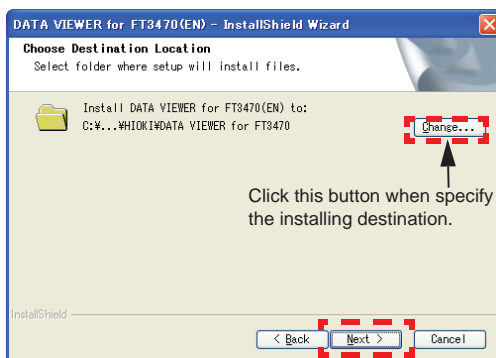 DATA VIEWER for FT3470(EN) - InstallShield Wizard
Choose Destination Location
Select folder where setup will install files.
Install DATA VIEWER for FT3470(EN) to:
C:¥...¥HIOKI¥DATA VIEWER for FT3470
Change...
Click this button when specify
the installing destination.
InstallShield
< Back
Next >
Cancel